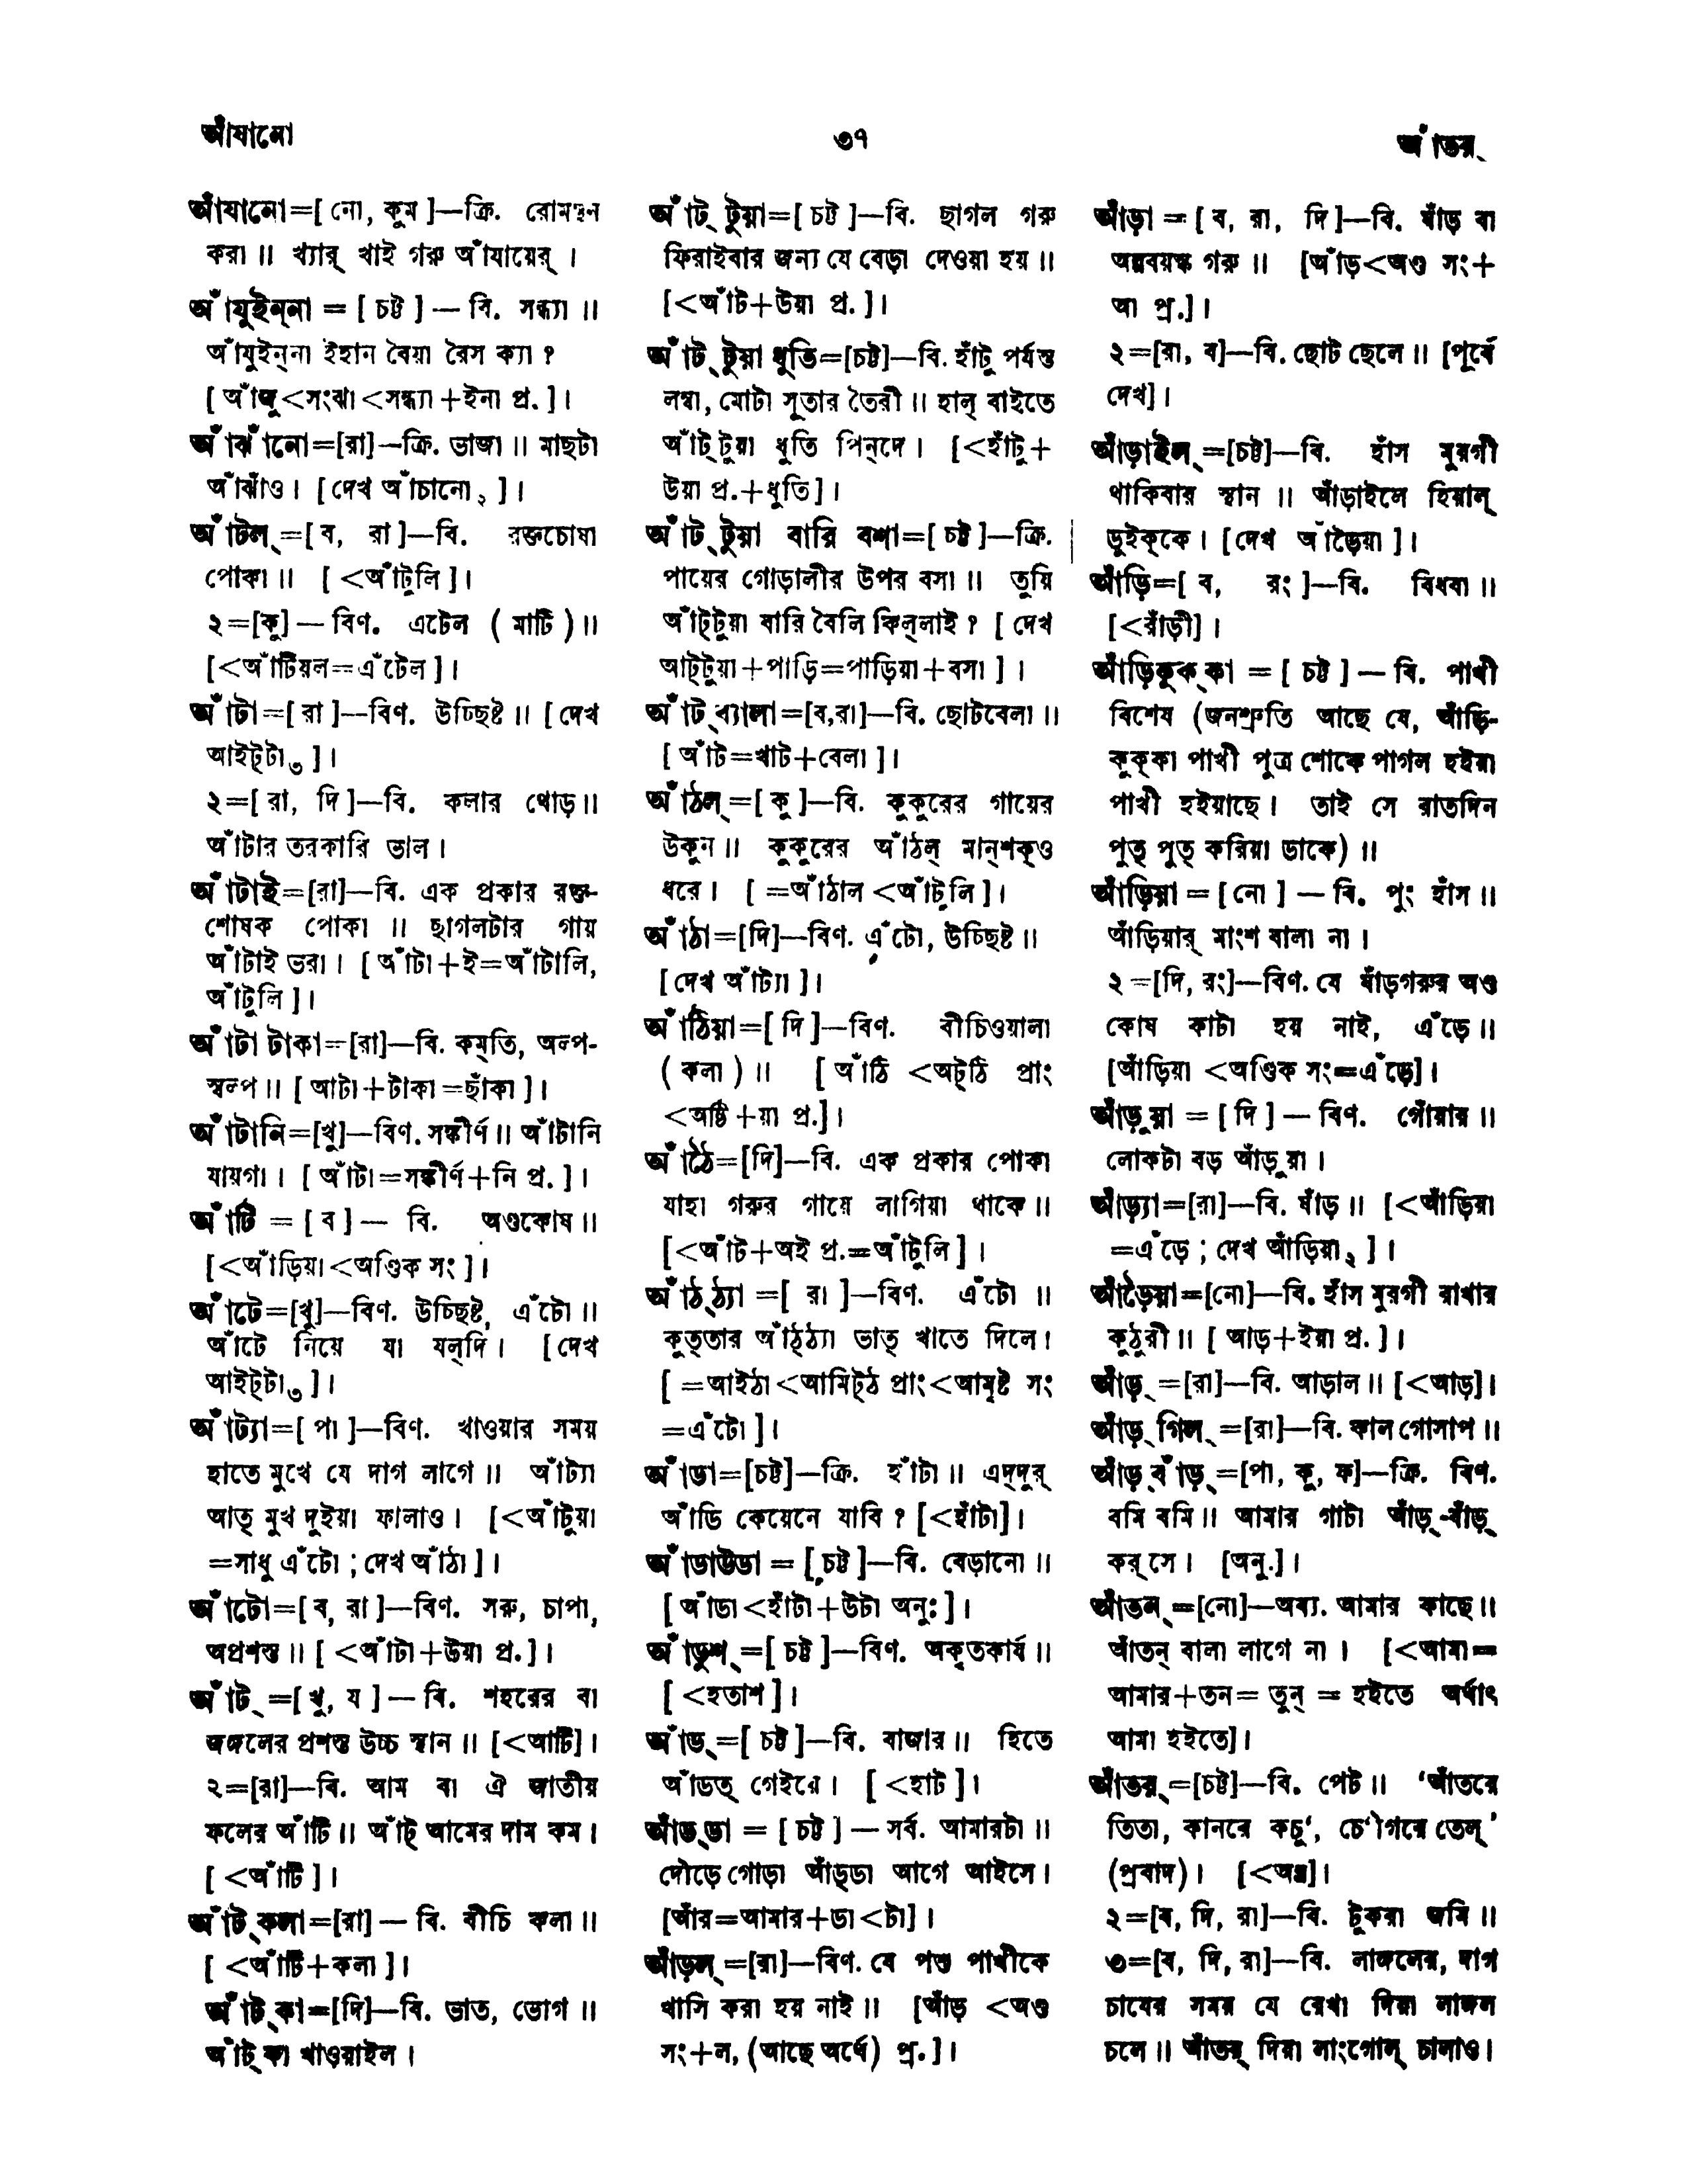 আঁযানো
৩৭
আঁতর্
আঁযানো=[ নো, কুম ]—ক্রি. রোমন্থন
করা॥ খ্যার্ খাই গরু আঁযায়ের্।
আঁযুইন্না = [ চট্ট ] — বি. সন্ধ্যা॥
আঁযুইন্না ইহান বৈয়া রৈস ক্যা ?
[ আঁজু<সংঝা<সন্ধ্যা+ইনা প্র. ]।
আঁঝাঁনো=[রা]—ক্রি. ভাজা॥ মাছটা
আঁঝাঁও। [ দেখ আঁচানো২ ]।
আঁটল্=[ ব, রা ]—বি. রক্তচোষা
পোকা॥ [ <আঁটুলি ]।
২=[কু] — বিণ. এটেল ( মাটি )॥
[<আঁটিয়ল=এঁটেল ]।
আঁটা=[ রা ]—বিণ. উচ্ছিষ্ট॥ [ দেখ
আইট্টা৩ ]।
২=[ রা, দি ]—বি. কলার থোড়॥
আঁটার তরকারি ভাল।
আঁটাই=[রা]—বি. এক প্রকার রক্ত-
শোষক পোকা॥ ছাগলটার গায়
আঁটাই ভরা। [ আঁটা+ই=আঁটালি,
আঁটুলি ]।
আঁটা টাকা=[রা]—বি. কম্‌তি, অল্প-
স্বল্প॥ [ আটা+টাকা=ছাঁকা ]।
আঁটানি=[খু]—বিণ. সঙ্কীর্ণ॥ আঁটানি
যায়গা। [ আঁটা=সঙ্কীর্ণ+নি প্র. ]।
আঁটি = [ ব ] — বি. অণ্ডকোষ॥
[<আঁড়িয়া<অণ্ডিক সং ]।
আঁটে=[খু]—বিণ. উচ্ছিষ্ট, এঁটো॥
আঁটে নিয়ে যা যল্‌দি। [ দেখ
আইট্টা৩ ]।
আঁট্যা=[ পা ]—বিণ. খাওয়ার সময়
হাতে মুখে যে দাগ লাগে॥ আঁট্যা
আত্ মুখ দুইয়া ফালাও। [<আঁটুয়া
=সাধু এঁটো ; দেখ আঁঠা ]।
আঁটো=[ ব, রা ]—বিণ. সরু, চাপা,
অপ্রশস্ত॥ [ <আঁটা+উয়া প্র. ]।
আঁট্ =[ খু, য ] — বি. শহরের বা
জঙ্গলের প্রশস্ত উচ্চ স্থান॥ [<আটি]।
২=[রা]—বি. আম বা ঐ জাতীয়
ফলের আঁটি॥ আঁট্ আমের দাম কম।
[ <আঁটি ]।
আঁট্‌কলা=[রা] — বি. বীচি কলা॥
[ <আঁটি+কলা ]।
আঁট্‌কা=[দি]—বি. ভাত, ভোগ॥
আঁট্‌কা খাওয়াইল।
আঁট্‌টুয়া=[ চট্ট ]—বি. ছাগল গরু
ফিরাইবার জন্য যে বেড়া দেওয়া হয়॥
[<আঁট+উয়া প্র. ]।
আঁট্‌টুয়া ধুতি=[চট্ট]—বি. হাঁটু পর্যন্ত
লম্বা, মোটা সূতার তৈরী॥ হাল্ বাইতে
আঁট্‌টুয়া ধুতি পিন্‌দে। [<হাঁটু+
উয়া প্র.+ধুতি]।
আঁট্‌টুয়া বারি বশা=[ চট্ট ]—ক্রি.
পায়ের গোড়ালীর উপর বসা॥ তুয়ি
আঁট্‌টুয়া বারি বৈলি কিল্‌লাই ? [ দেখ
আট্‌টুয়া+পাড়ি=পাড়িয়া+বসা ]।
আঁট্‌ব্যালা=[ব,রা]—বি. ছোটবেলা॥
[ আঁট=খাট+বেলা ]।
আঁঠল্=[ কু ]—বি. কুকুরের গায়ের
উকুন॥ কুকুরের আঁঠল্ মান্‌শক্‌ও
ধরে। [ =আঁঠাল <আঁটুলি ]।
আঁঠা=[দি]—বিণ. এঁটো, উচ্ছিষ্ট॥
[ দেখ আঁট্যা ]।
আঁঠিয়া=[ দি ]—বিণ. বীচিওয়ালা
( কলা )॥ [ আঁঠি <অট্‌ঠি প্রাং
<অষ্টি+য়া প্র.]।
আঁঠৈ=[দি]—বি. এক প্রকার পোকা
যাহা গরুর গায়ে লাগিয়া থাকে॥
[<আঁট+অই প্র.=আঁটুলি ]।
আঁঠ্‌ঠ্যা =[ রা ]—বিণ. এঁটো॥
কুত্তার আঁঠ্‌ঠ্যা ভাত্ খাতে দিলে।
[ =আইঠা<আমিট্‌ঠ প্রাং<আমৃষ্ট সং
=এঁটো ]।
আঁডা=[চট্ট]—ক্রি. হাঁটা॥ এদ্‌দুর্
আঁডি কেয়েনে যাবি ? [<হাঁটা]।
আঁডাউডা = [ চট্ট ]—বি. বেড়ানো॥
[ আঁডা<হাঁটা+উটা অনুঃ ]।
আঁডুশ্=[ চট্ট ]—বিণ. অকৃতকার্য॥
[ <হতাশ ]।
আঁড্=[ চট্ট ]—বি. বাজার॥ হিতে
আঁডত্ গেইরে। [ <হাট ]।
আঁড্‌ডা = [ চট্ট ] — সর্ব. আমারটা॥
দৌড়ে গোড়া আঁড্‌ডা আগে আইসে।
[আঁর=আমার+ডা<টা]।
আঁড়ল্=[রা]—বিণ. যে পশু পাখীকে
খাসি করা হয় নাই॥ [আঁড় <অণ্ড
সং+ল, (আছে অর্থে) প্র.]।
আঁড়া = [ ব, রা, দি ]—বি. ষাঁড় বা
অল্পবয়স্ক গরু॥ [আঁড়<অণ্ড সং+
আ প্র.]।
২=[রা, ব]—বি. ছোট ছেলে॥ [পূর্বে
দেখ]।
আঁড়াইল্=[চট্ট]—বি. হাঁস মুরগী
থাকিবার স্থান॥ আঁড়াইলে হিয়াল্
ডুইক্‌কে। [দেখ আঁড়ৈয়া ]।
আঁড়ি=[ ব, রং ]—বি. বিধবা॥
[<রাঁড়ী]।
আঁড়িকুক্‌কা = [ চট্ট ] — বি. পাখী
বিশেষ (জনশ্রুতি আছে যে, আঁড়ি-
কুক্‌কা পাখী পুত্র শোকে পাগল হইয়া
পাখী হইয়াছে। তাই সে রাতদিন
পুত্ পুত্ করিয়া ডাকে)॥
আঁড়িয়া = [নো] — বি. পুং হাঁস॥
আঁড়িয়ার্ মাংশ বালা না।
২=[দি, রং]—বিণ. যে ষাঁড়গরুর অণ্ড
কোষ কাটা হয় নাই, এঁড়ে॥
[আঁড়িয়া <অণ্ডিক সং=এঁড়ে]।
আঁড়ুয়া = [ দি ] — বিণ. গোঁয়ার॥
লোকটা বড় আঁড়ুয়া।
আঁড়্যা=[রা]—বি. ষাঁড়॥ [<আঁড়িয়া
=এঁড়ে ; দেখ আঁড়িয়া২ ]।
আঁড়ৈয়া=[নো]—বি. হাঁস মুরগী রাখার
কুঠুরী॥ [ আড়+ইয়া প্র. ]।
আঁড়্ =[রা]—বি. আড়াল॥ [<আড়]।
আঁড়্‌গিল্ =[রা]—বি. কাল গোসাপ॥
আঁড়্‌বাঁড়্=[পা, কু, ফ]—ক্রি. বিণ.
বমি বমি॥ আমার গাটা আঁড়্-বাঁড়্
কর্‌সে। [অনু.]।
আঁতন্=[নো]—অব্য. আমার কাছে॥
আঁতন্ বালা লাগে না। [<আমা=
আমার+তন=তুন্ = হইতে অর্থাৎ
আমা হইতে]।
আঁতর্=[চট্ট]—বি. পেট॥ ‘আঁতরে
তিতা, কানরে কচু‘, চে‘াগরে তেল্’
(প্রবাদ)। [<অন্ত্র]।
২=[ব, দি, রা]—বি. টুকরা জমি॥
৩=[ব, দি, রা]—বি. লাঙ্গলের, দাগ
চাষের সময় যে রেখা দিয়া লাঙ্গল
চলে॥ আঁতর্ দিয়া লাংগোল্ চালাও।